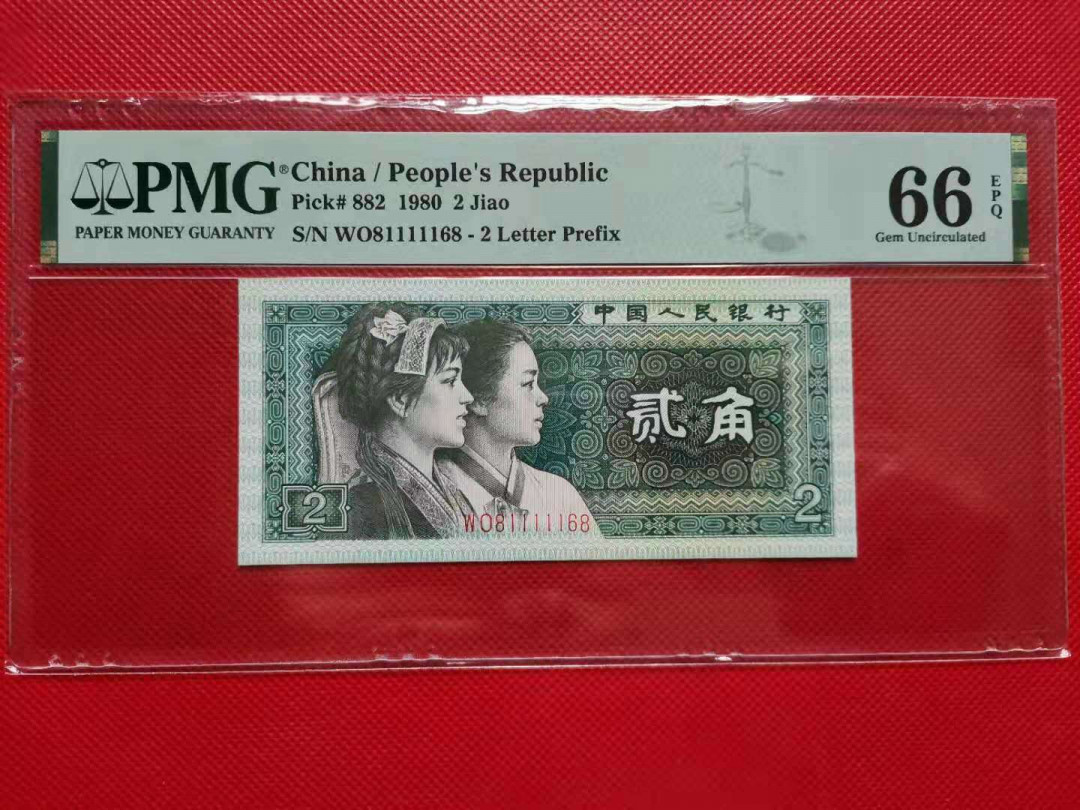 PMG® China / People's Republic
Pick# 882 1980 2 Jiao
PAPER MONEY GUARANTY
S/N WO81111168 - 2 Letter Prefix
66 EPQ
Gem Uncirculated
中国人民银行
贰角
2
WO81111168
2